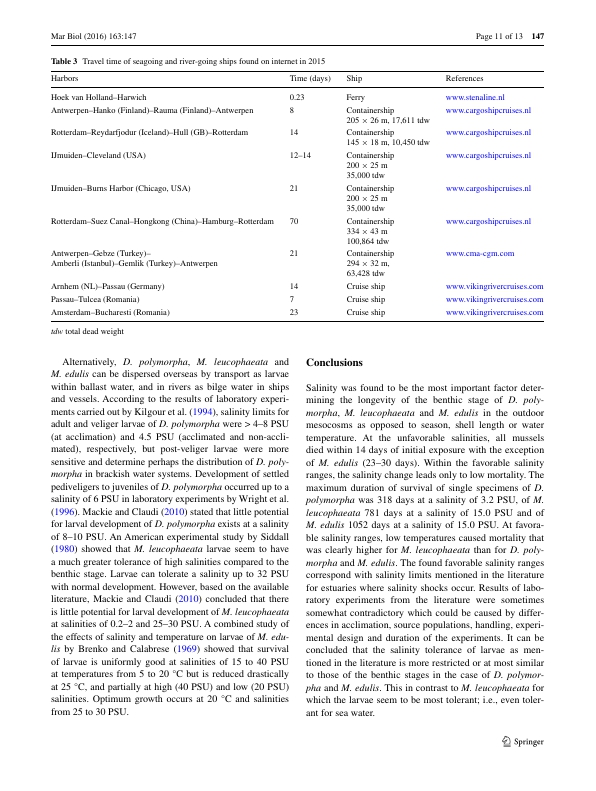 Mar Biol (2016) 163:147
Page 11 of 13 147
Table 3 Travel time of seagoing and river-going ships found on internet in 2015
Harbors Time (days) Ship References
Hoek van Holland–Harwich 0.23 Ferry www.stenaline.nl
Antwerpen–Hanko (Finland)–Rauma (Finland)–Antwerpen 8 Containership www.cargoshipcruises.nl
205 × 26 m, 17,611 tdw
Rotterdam–Reydarfjodur (Iceland)–Hull (GB)–Rotterdam 14 Containership www.cargoshipcruises.nl
145 × 18 m, 10,450 tdw
IJmuiden–Cleveland (USA) 12–14 Containership www.cargoshipcruises.nl
200 × 25 m
35,000 tdw
IJmuiden–Burns Harbor (Chicago, USA) 21 Containership www.cargoshipcruises.nl
200 × 25 m
35,000 tdw
Rotterdam–Suez Canal–Hongkong (China)–Hamburg–Rotterdam 70 Containership www.cargoshipcruises.nl
334 × 43 m
100,864 tdw
Antwerpen–Gebze (Turkey)– 21 Containership www.cma-cgm.com
Amberli (Istanbul)–Gemlik (Turkey)–Antwerpen 294 × 32 m,
63,428 tdw
Arnhem (NL)–Passau (Germany) 14 Cruise ship www.vikingrivercruises.com
Passau–Tulcea (Romania) 7 Cruise ship www.vikingrivercruises.com
Amsterdam–Bucharesti (Romania) 23 Cruise ship www.vikingrivercruises.com
tdw total dead weight
Alternatively, D. polymorpha, M. leucophaeata and
M. edulis can be dispersed overseas by transport as larvae
within ballast water, and in rivers as bilge water in ships
and vessels. According to the results of laboratory experi-
ments carried out by Kilgour et al. (1994), salinity limits for
adult and veliger larvae of D. polymorpha were > 4–8 PSU
(at acclimation) and 4.5 PSU (acclimated and non-accli-
mated), respectively, but post-veliger larvae were more
sensitive and determine perhaps the distribution of D. poly-
morpha in brackish water systems. Development of settled
pediveligers to juveniles of D. polymorpha occurred up to a
salinity of 6 PSU in laboratory experiments by Wright et al.
(1996). Mackie and Claudi (2010) stated that little potential
for larval development of D. polymorpha exists at a salinity
of 8–10 PSU. An American experimental study by Siddall
(1980) showed that M. leucophaeata larvae seem to have
a much greater tolerance of high salinities compared to the
benthic stage. Larvae can tolerate a salinity up to 32 PSU
with normal development. However, based on the available
literature, Mackie and Claudi (2010) concluded that there
is little potential for larval development of M. leucophaeata
at salinities of 0.2–2 and 25–30 PSU. A combined study of
the effects of salinity and temperature on larvae of M. edu-
lis by Brenko and Calabrese (1969) showed that survival
of larvae is uniformly good at salinities of 15 to 40 PSU
at temperatures from 5 to 20 °C but is reduced drastically
at 25 °C, and partially at high (40 PSU) and low (20 PSU)
salinities. Optimum growth occurs at 20 °C and salinities
from 25 to 30 PSU.
Conclusions
Salinity was found to be the most important factor deter-
mining the longevity of the benthic stage of D. poly-
morpha, M. leucophaeata and M. edulis in the outdoor
mesocosms as opposed to season, shell length or water
temperature. At the unfavorable salinities, all mussels
died within 14 days of initial exposure with the exception
of M. edulis (23–30 days). Within the favorable salinity
ranges, the salinity change leads only to low mortality. The
maximum duration of survival of single specimens of D.
polymorpha was 318 days at a salinity of 3.2 PSU, of M.
leucophaeata 781 days at a salinity of 15.0 PSU and of
M. edulis 1052 days at a salinity of 15.0 PSU. At favora-
ble salinity ranges, low temperatures caused mortality that
was clearly higher for M. leucophaeata than for D. poly-
morpha and M. edulis. The found favorable salinity ranges
correspond with salinity limits mentioned in the literature
for estuaries where salinity shocks occur. Results of labo-
ratory experiments from the literature were sometimes
somewhat contradictory which could be caused by differ-
ences in acclimation, source populations, handling, experi-
mental design and duration of the experiments. It can be
concluded that the salinity tolerance of larvae as men-
tioned in the literature is more restricted or at most similar
to those of the benthic stages in the case of D. polymor-
pha and M. edulis. This in contrast to M. leucophaeata for
which the larvae seem to be most tolerant; i.e., even toler-
ant for sea water.
Springer